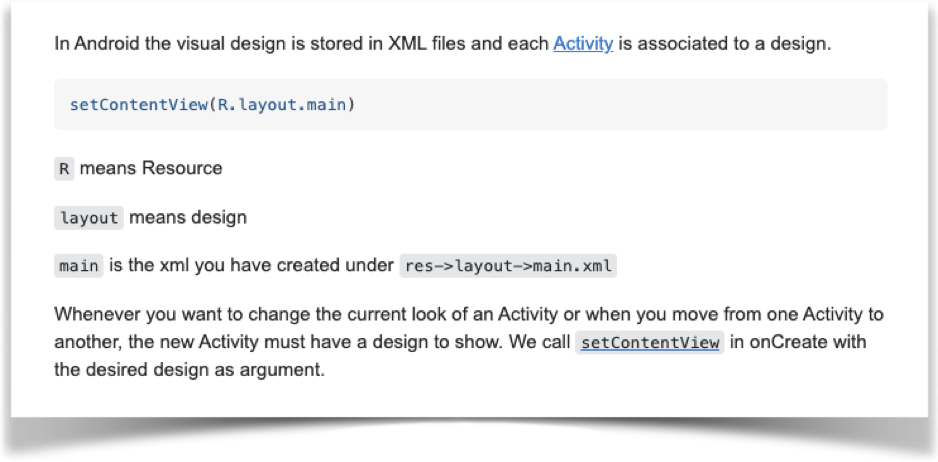 In Android the visual design is stored in XML files and each Activity is associated to a design.
setContentView(R.layout.main)
R means Resource
layout means design
main is the xml you have created under res->layout->main.xml
Whenever you want to change the current look of an Activity or when you move from one Activity to
another, the new Activity must have a design to show. We call setContentView in onCreate with
the desired design as argument.